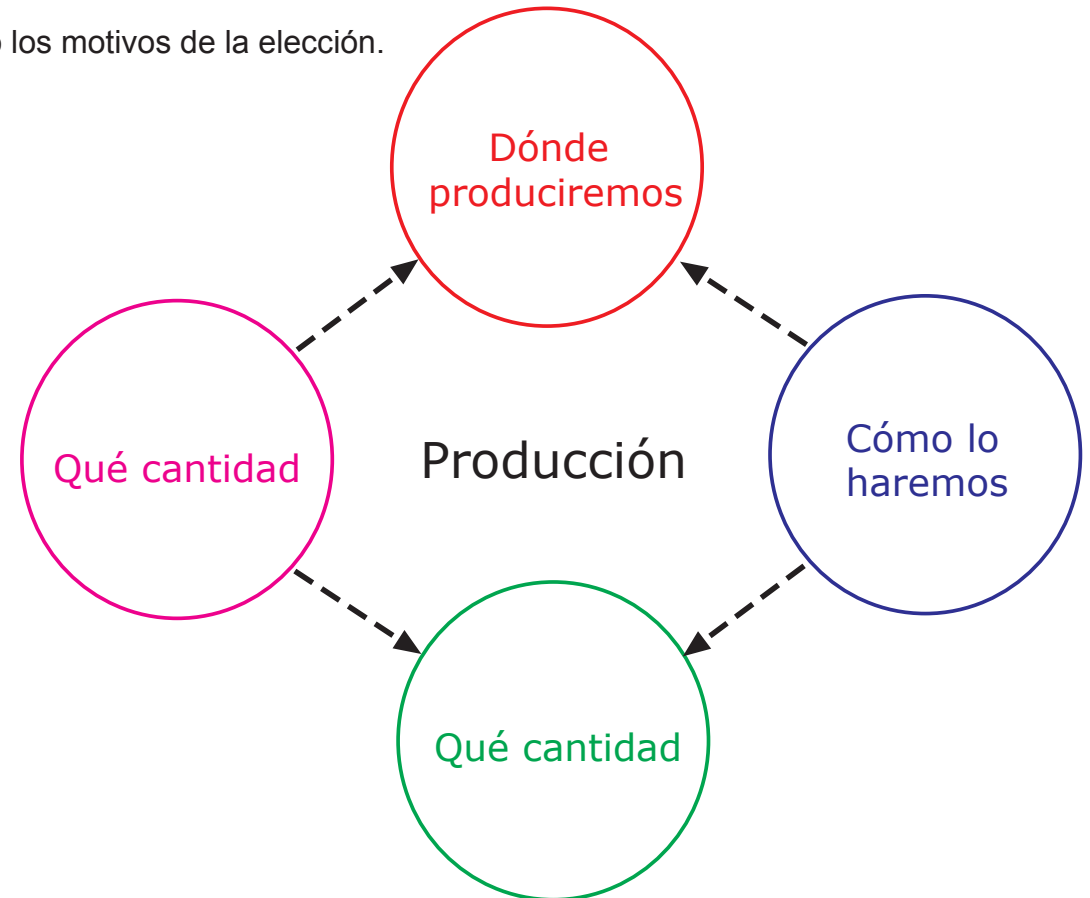 los motivos de la elección.
Dónde
produciremos
Qué cantidad
Producción
Cómo lo
haremos
Qué cantidad